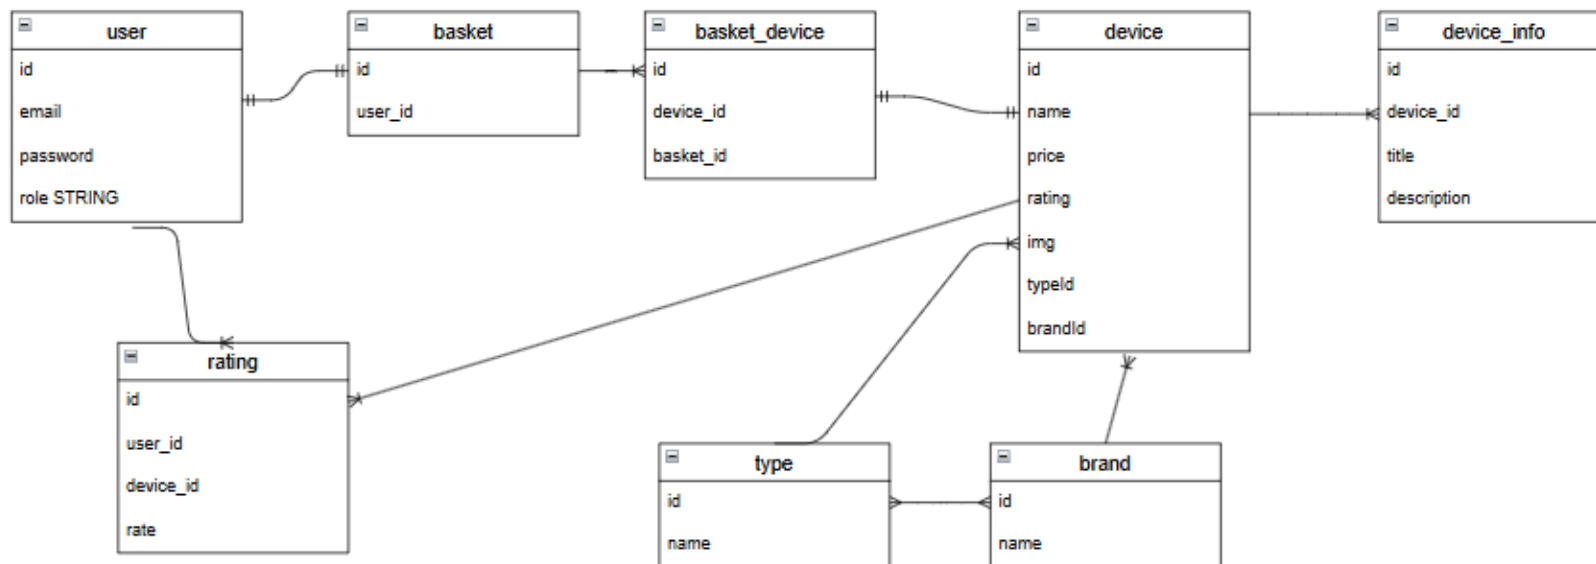 user
id
email
password
role STRING
basket
id
user_id
basket_device
id
device_id
basket_id
device
id
name
price
rating
img
typeId
brandId
device_info
id
device_id
title
description
rating
id
user_id
device_id
rate
type
id
name
brand
id
name